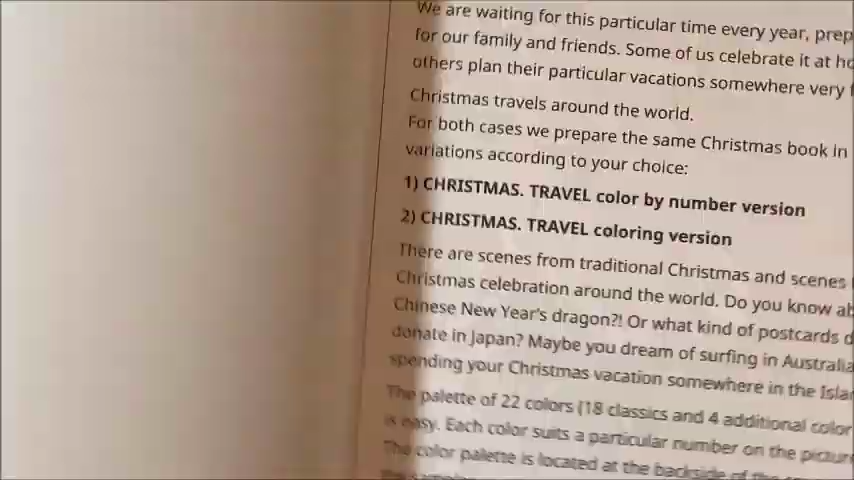 We are waiting for this particular time every year, prep
for our family and friends. Some of us celebrate it at ho
others plan their particular vacations somewhere very f
Christmas travels around the world.
For both cases we prepare the same Christmas book in
variations according to your choice:
1) CHRISTMAS. TRAVEL color by number version
2) CHRISTMAS. TRAVEL coloring version
There are scenes from traditional Christmas and scenes
Christmas celebration around the world. Do you know ab
Chinese New Year's dragon?! Or what kind of postcards d
donate in Japan? Maybe you dream of surfing in Australia
spending your Christmas vacation somewhere in the Islan
The palette of 22 colors (18 classics and 4 additional color
is easy. Each color suits a particular number on the picture
The color palette is located at the backside of the